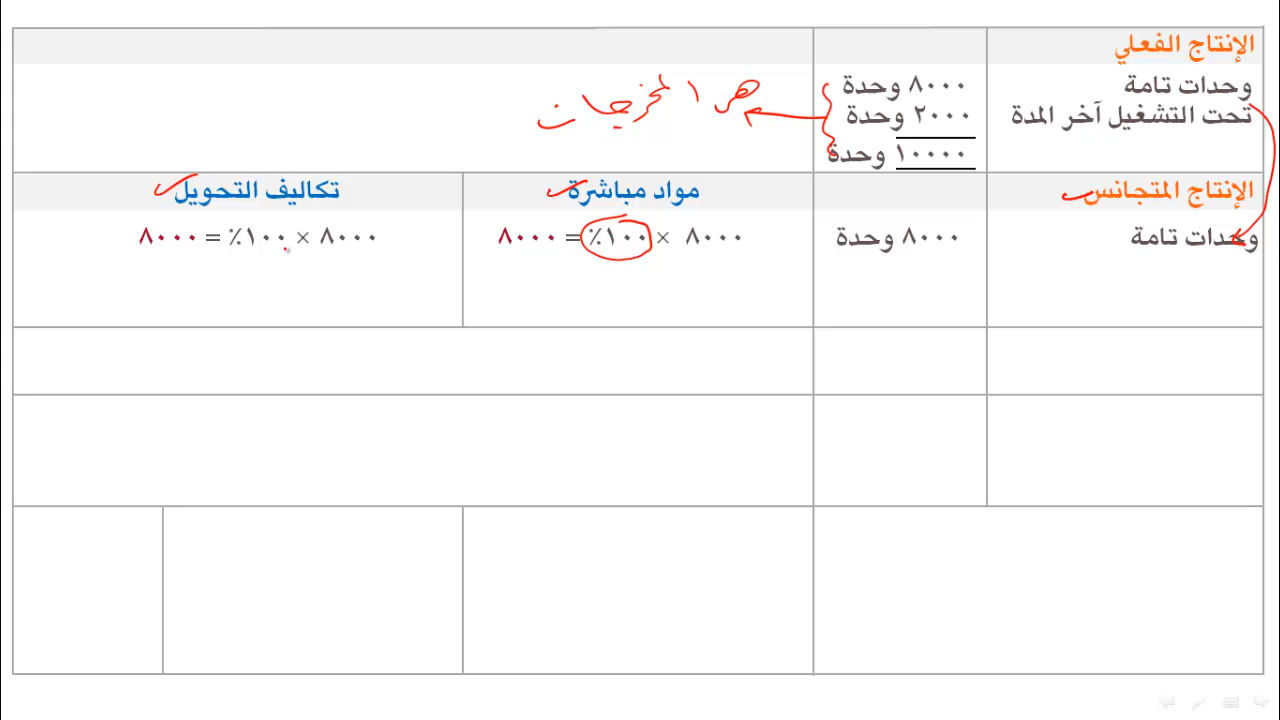 الإنتاج الفعلي
وحدات تامة ٨٠٠٠ وحدة
تحت التشغيل آخر المدة ٢٠٠٠ وحدة
١٠٠٠٠ وحدة
المخرجات
الإنتاج المتجانس مواد مباشرة تكاليف التحويل
وحدات تامة ٨٠٠٠ وحدة ٨٠٠٠ × ١٠٠٪ = ٨٠٠٠ ٨٠٠٠ × ١٠٠٪ = ٨٠٠٠